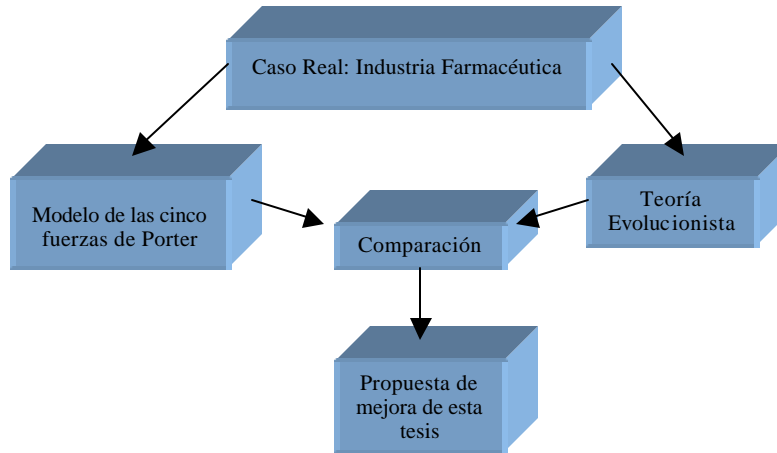 Caso Real: Industria Farmacéutica
Modelo de las cinco
fuerzas de Porter
Teoría
Evolucionista
Comparación
Propuesta de
mejora de esta
tesis